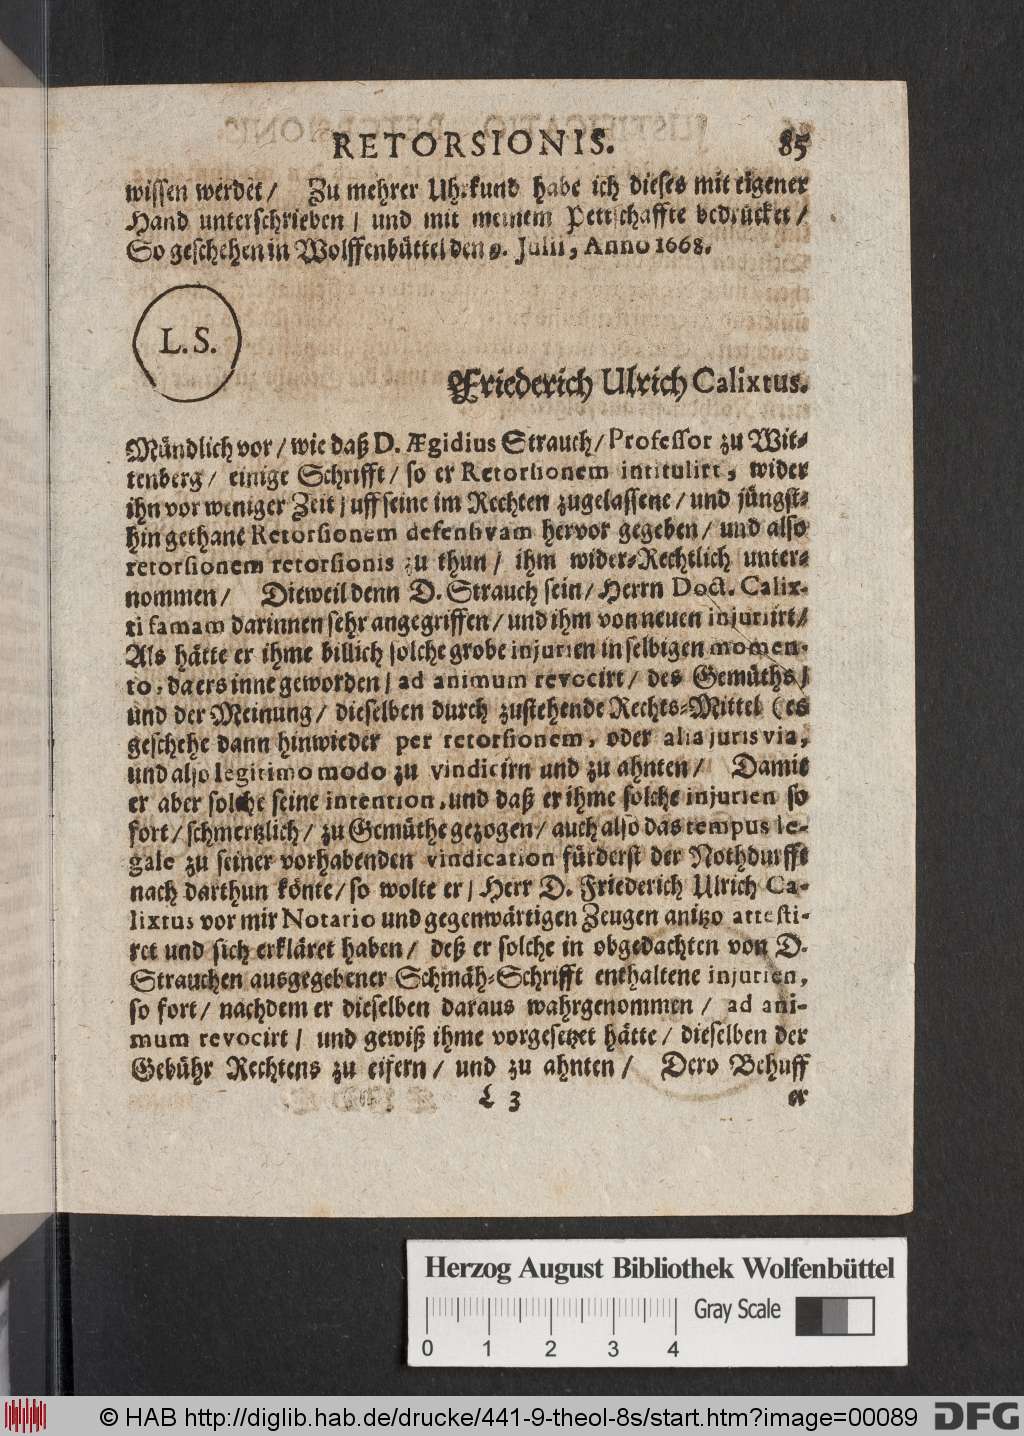 RETORSIONIS. 85
wissen werdet/ Zu mehrer Uhrkund habe ich dieses mit eigener
Hand unterschrieben/ und mit meinem Pettschaffte bedrücket/
So geschehen in Wolffenbüttel den 9. Julii, Anno 1668.
L. S.
Friederich Ulrich Calixtus.
Mündlich vor/ wie daß D. Ægidius Strauch/ Professor zu Wit-
tenberg/ einige Schrifft/ so er Retorsionem intitulirt, wider
ihn vor weniger Zeit/ uff seine im Rechten zugelassene/ und jüngst-
hin gethane Retorsionem defensivam hervor gegeben/ und also
retorsionem retorsionis zu thun/ ihm wider-Rechtlich unter-
nommen/ Dieweil denn D. Strauch sein/ Herrn Doct. Calix-
ti famam darinnen sehr angegriffen/ und ihm von neuen injuriirt/
Als hätte er ihme billich solche grobe injurien in selbigen momen-
to, da ers inne geworden/ ad animum revocirt/ des Gemüths/
und der Meinung/ dieselben durch zustehende Rechts-Mittel (es
geschehe dann hinwieder per retorsionem, oder alia juris via,
und also legitimo modo zu vindicirn und zu ahnten/ Damit
er aber solche seine intention, und daß er ihme solche injurien so
fort/ schmertzlich/ zu Gemüthe gezogen/ auch also das tempus le-
gale zu seiner vorhabenden vindication fürderst der Nothdurfft
nach darthun könte/ so wolte er/ Herr D. Friederich Ulrich Ca-
lixtus vor mir Notario und gegenwärtigen Zeugen anitzo attesti-
ret und sich erkläret haben/ deß er solche in obgedachten von D.
Strauchen ausgegebener Schmäh-Schrifft enthaltene injurien,
so fort/ nachdem er dieselben daraus wahrgenommen/ ad ani-
mum revocirt/ und gewiß ihme vorgesetzet hätte/ dieselben der
Gebühr Rechtens zu eifern/ und zu ahnten/ Dero Behuff
L 3 er
Herzog August Bibliothek Wolfenbüttel
Gray Scale
0 1 2 3 4
© HAB http://diglib.hab.de/drucke/441-9-theol-8s/start.htm?image=00089 DFG